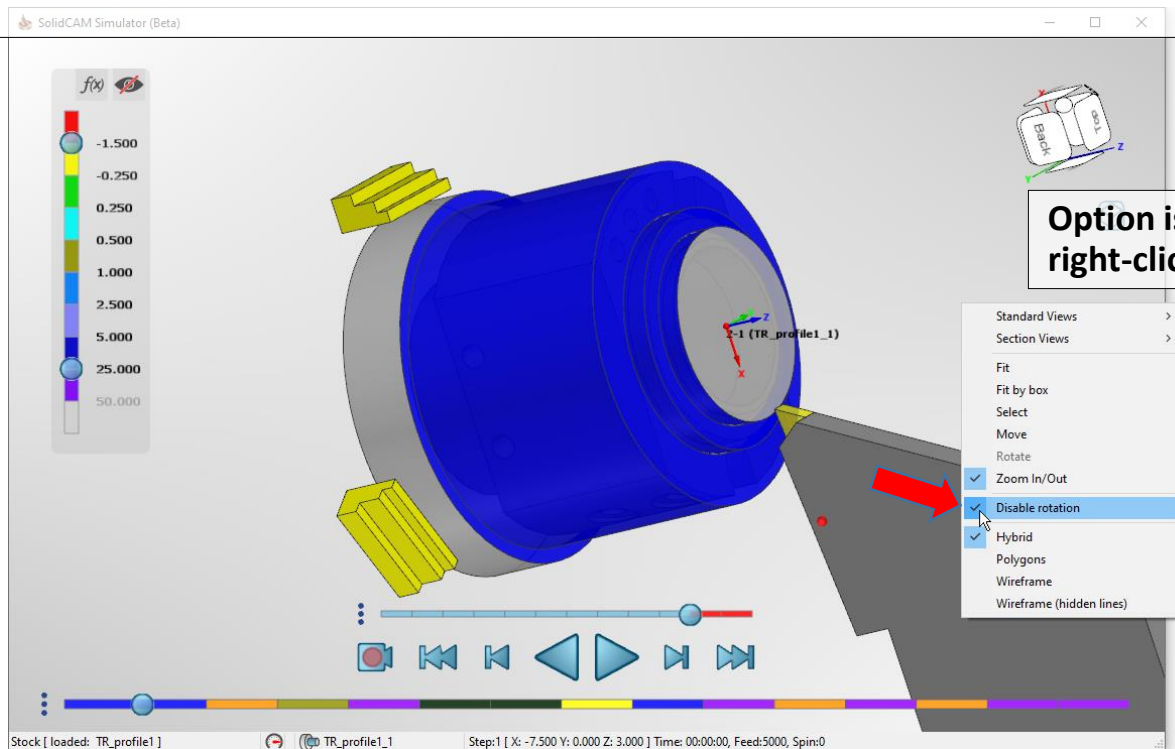 SolidCAM Simulator (Beta)
f(x)
-1.500
-0.250
0.250
0.500
1.000
2.500
5.000
25.000
50.000
Back
Top
X
Y
Z
Option is
right-clic
2-1 (TR_profile1_1)
Z
X
Standard Views
Section Views
Fit
Fit by box
Select
Move
Rotate
Zoom In/Out
Disable rotation
Hybrid
Polygons
Wireframe
Wireframe (hidden lines)
Stock [ loaded: TR_profile1 ] TR_profile1_1 Step:1 [ X: -7.500 Y: 0.000 Z: 3.000 ] Time: 00:00:00, Feed:5000, Spin:0